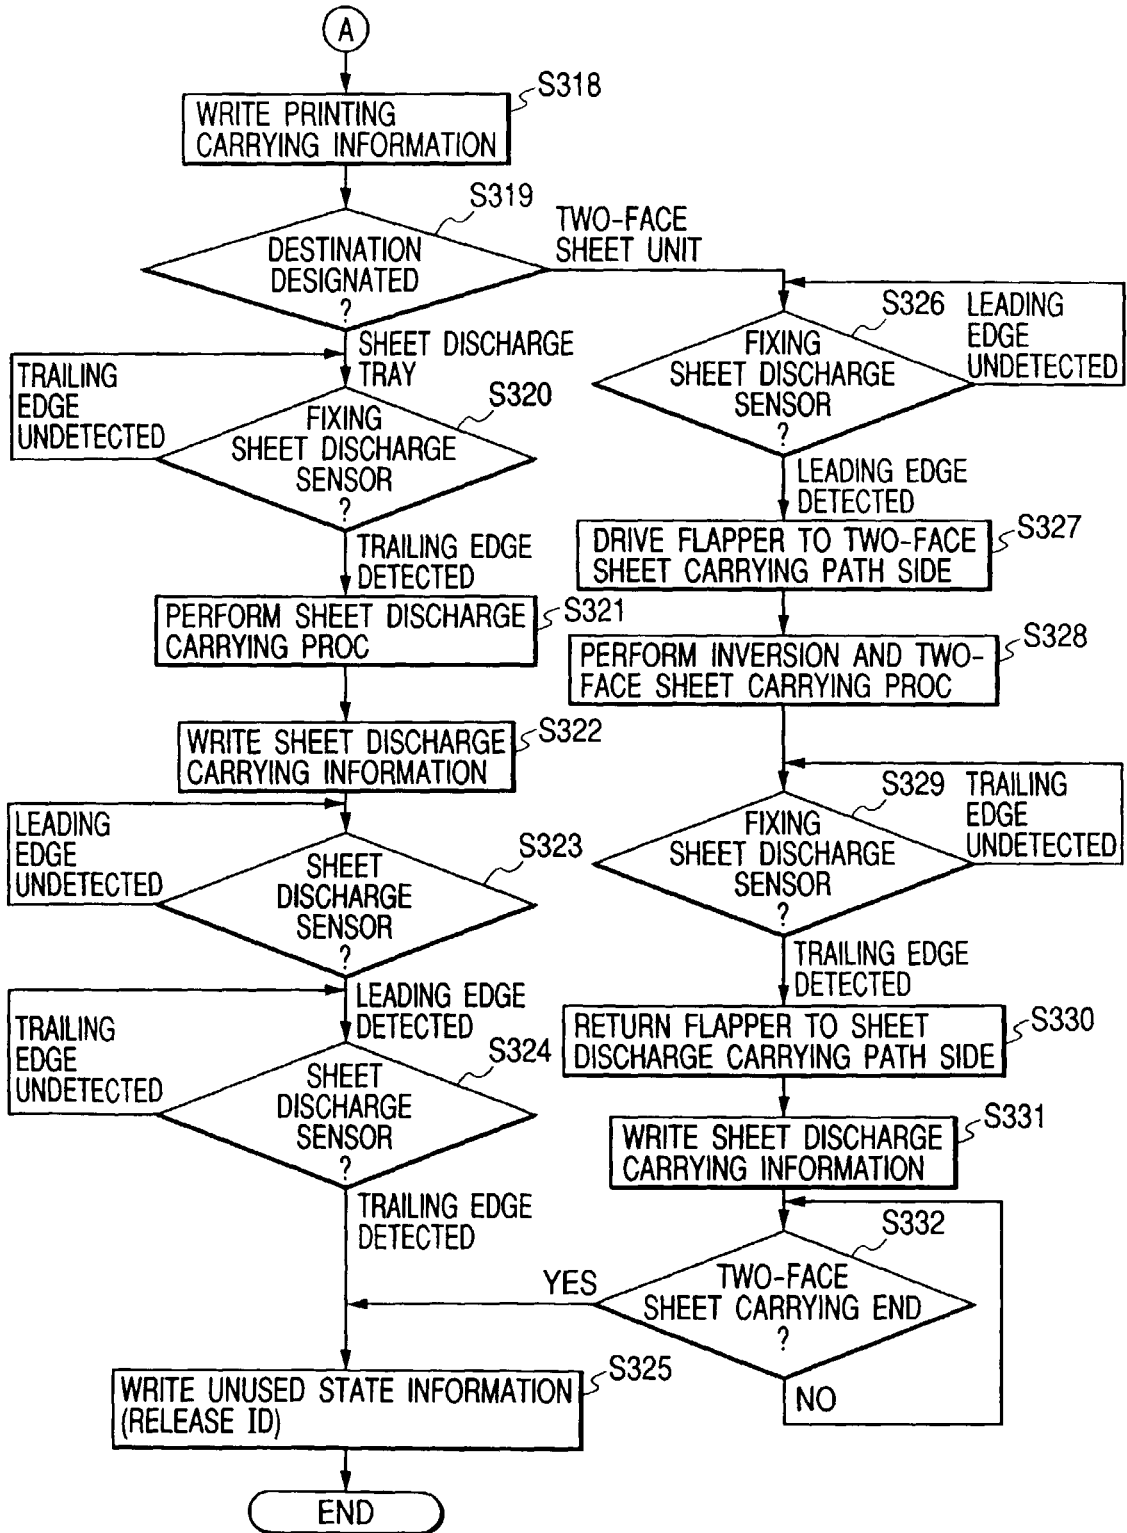 A
S318
WRITE PRINTING
CARRYING INFORMATION
S319
DESTINATION
DESIGNATED
?
TWO-FACE
SHEET UNIT
SHEET DISCHARGE
TRAY
TRAILING
EDGE
UNDETECTED
S320
FIXING
SHEET DISCHARGE
SENSOR
?
TRAILING EDGE
DETECTED
S321
PERFORM SHEET DISCHARGE
CARRYING PROC
S322
WRITE SHEET DISCHARGE
CARRYING INFORMATION
LEADING
EDGE
UNDETECTED
S323
SHEET
DISCHARGE
SENSOR
?
LEADING EDGE
DETECTED
TRAILING
EDGE
UNDETECTED
S324
SHEET
DISCHARGE
SENSOR
?
TRAILING EDGE
DETECTED
S326
LEADING
EDGE
UNDETECTED
FIXING
SHEET DISCHARGE
SENSOR
?
LEADING EDGE
DETECTED
S327
DRIVE FLAPPER TO TWO-FACE
SHEET CARRYING PATH SIDE
S328
PERFORM INVERSION AND TWO-
FACE SHEET CARRYING PROC
S329
TRAILING
EDGE
UNDETECTED
FIXING
SHEET DISCHARGE
SENSOR
?
TRAILING EDGE
DETECTED
S330
RETURN FLAPPER TO SHEET
DISCHARGE CARRYING PATH SIDE
S331
WRITE SHEET DISCHARGE
CARRYING INFORMATION
S332
TWO-FACE
SHEET CARRYING END
?
YES
NO
S325
WRITE UNUSED STATE INFORMATION
(RELEASE ID)
END